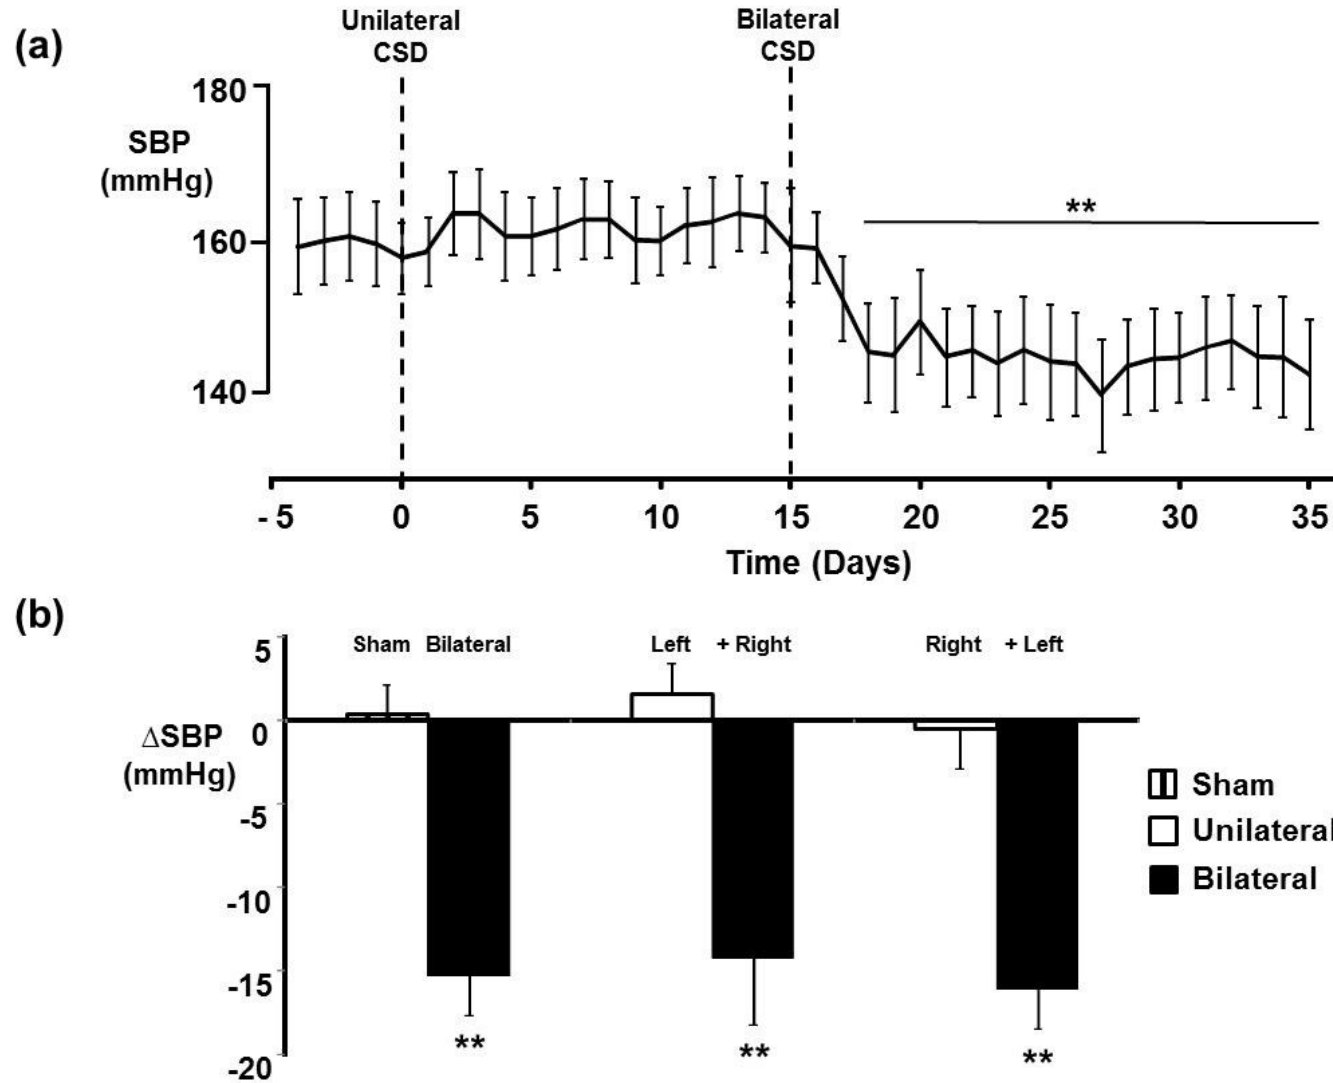 (a)
Unilateral
CSD
Bilateral
CSD
180
SBP
(mmHg)
**
160
140
- 5 0 5 10 15 20 25 30 35
Time (Days)
(b)
5
Sham Bilateral Left + Right Right + Left
0
∆SBP
(mmHg)
Sham
-5
Unilateral
Bilateral
-10
-15
** ** **
-20